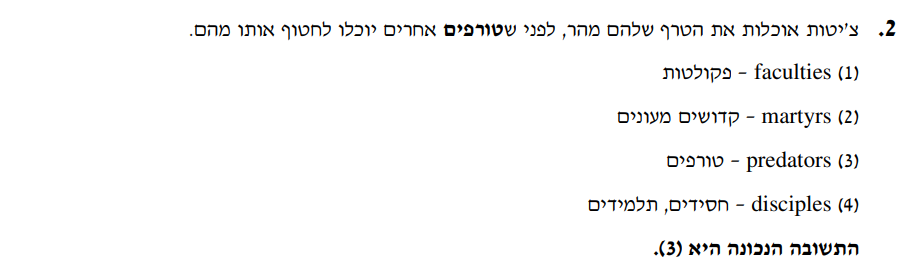 2. צ'יטות אוכלות את הטרף שלהם מהר, לפני שטורפים אחרים יוכלו לחטוף אותו מהם.
(1) faculties – פקולטות
(2) martyrs – קדושים מעונים
(3) predators – טורפים
(4) disciples – חסידים, תלמידים
התשובה הנכונה היא (3).